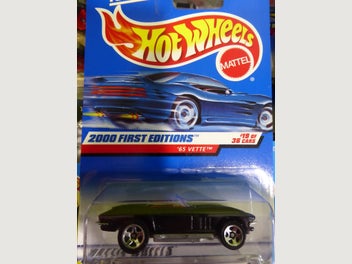 Hot Wheels
MATTEL
2000 FIRST EDITIONS™
#19 OF
36 CARS
'65 VETTE™